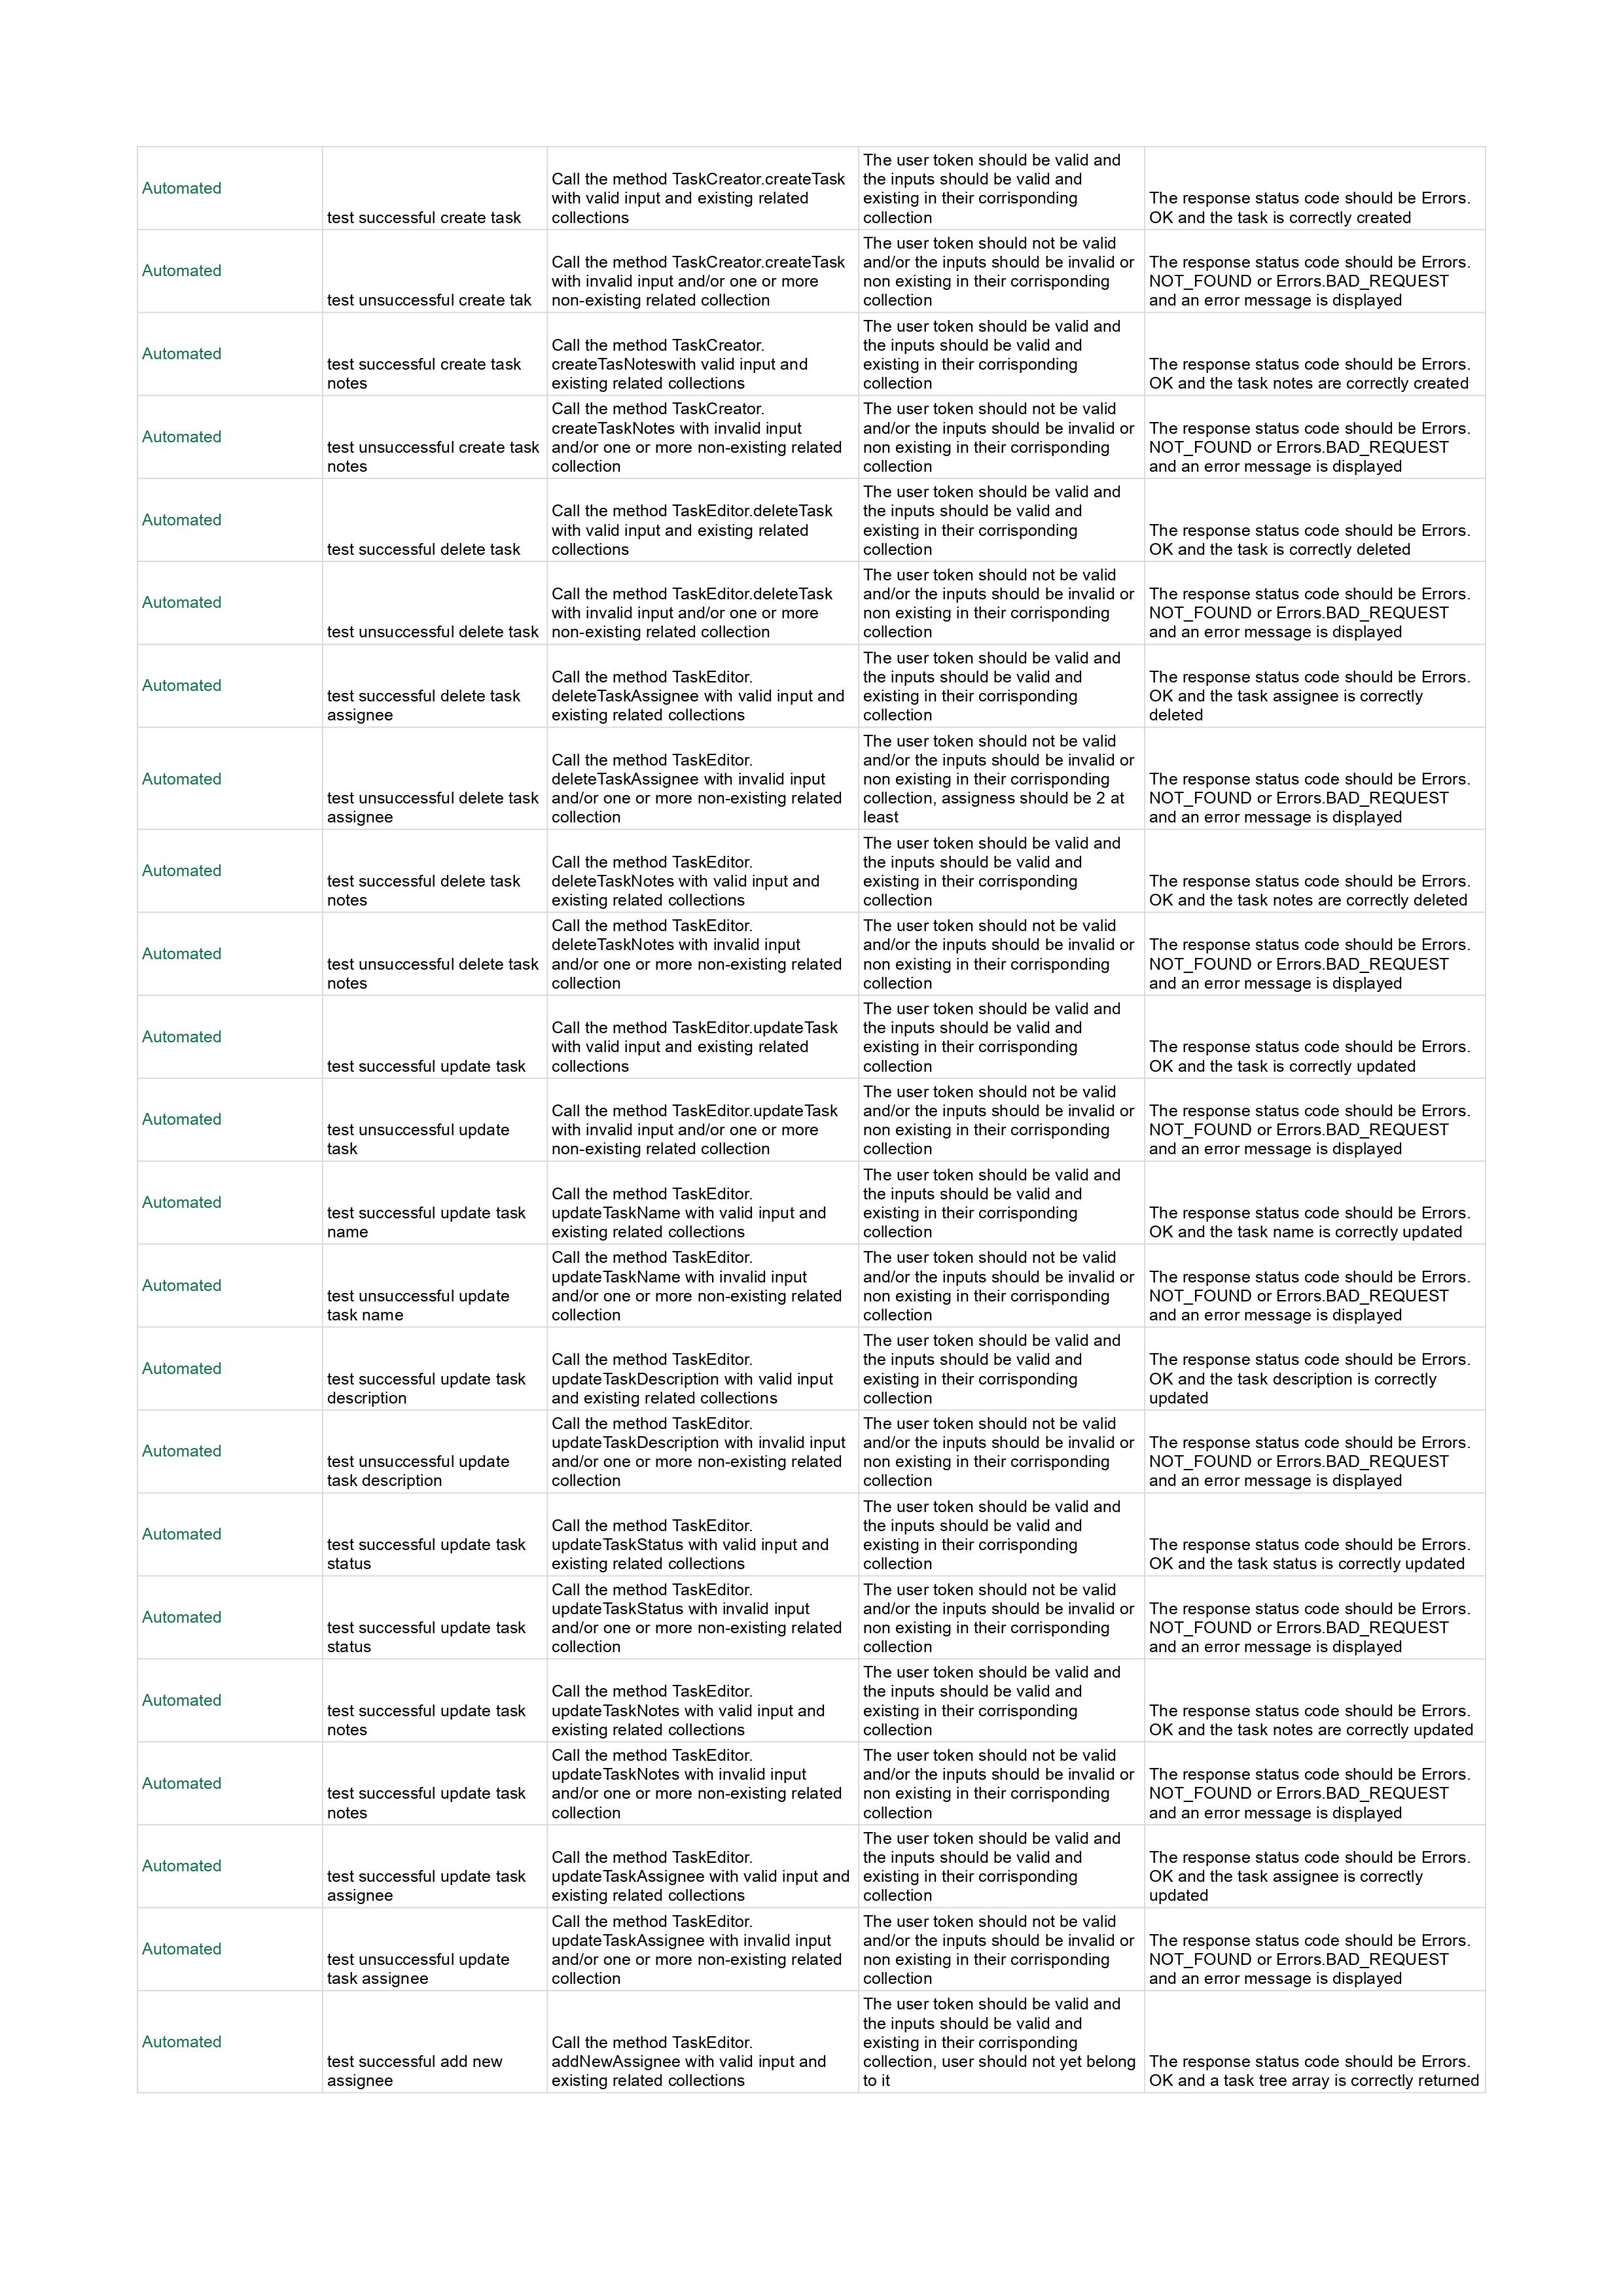 Automated
test successful create task
Call the method TaskCreator.createTask
with valid input and existing related
collections
The user token should be valid and
the inputs should be valid and
existing in their corrisponding
collection
The response status code should be Errors.
OK and the task is correctly created
Automated
test unsuccessful create tak
Call the method TaskCreator.createTask
with invalid input and/or one or more
non-existing related collection
The user token should not be valid
and/or the inputs should be invalid or
non existing in their corrisponding
collection
The response status code should be Errors.
NOT_FOUND or Errors.BAD_REQUEST
and an error message is displayed
Automated
test successful create task
notes
Call the method TaskCreator.
createTasNoteswith valid input and
existing related collections
The user token should be valid and
the inputs should be valid and
existing in their corrisponding
collection
The response status code should be Errors.
OK and the task notes are correctly created
Automated
test unsuccessful create task
notes
Call the method TaskCreator.
createTaskNotes with invalid input
and/or one or more non-existing related
collection
The user token should not be valid
and/or the inputs should be invalid or
non existing in their corrisponding
collection
The response status code should be Errors.
NOT_FOUND or Errors.BAD_REQUEST
and an error message is displayed
Automated
test successful delete task
Call the method TaskEditor.deleteTask
with valid input and existing related
collections
The user token should be valid and
the inputs should be valid and
existing in their corrisponding
collection
The response status code should be Errors.
OK and the task is correctly deleted
Automated
test unsuccessful delete task
Call the method TaskEditor.deleteTask
with invalid input and/or one or more
non-existing related collection
The user token should not be valid
and/or the inputs should be invalid or
non existing in their corrisponding
collection
The response status code should be Errors.
NOT_FOUND or Errors.BAD_REQUEST
and an error message is displayed
Automated
test successful delete task
assignee
Call the method TaskEditor.
deleteTaskAssignee with valid input and
existing related collections
The user token should be valid and
the inputs should be valid and
existing in their corrisponding
collection
The response status code should be Errors.
OK and the task assignee is correctly
deleted
Automated
test unsuccessful delete task
assignee
Call the method TaskEditor.
deleteTaskAssignee with invalid input
and/or one or more non-existing related
collection
The user token should not be valid
and/or the inputs should be invalid or
non existing in their corrisponding
collection, assigness should be 2 at
least
The response status code should be Errors.
NOT_FOUND or Errors.BAD_REQUEST
and an error message is displayed
Automated
test successful delete task
notes
Call the method TaskEditor.
deleteTaskNotes with valid input and
existing related collections
The user token should be valid and
the inputs should be valid and
existing in their corrisponding
collection
The response status code should be Errors.
OK and the task notes are correctly deleted
Automated
test unsuccessful delete task
notes
Call the method TaskEditor.
deleteTaskNotes with invalid input
and/or one or more non-existing related
collection
The user token should not be valid
and/or the inputs should be invalid or
non existing in their corrisponding
collection
The response status code should be Errors.
NOT_FOUND or Errors.BAD_REQUEST
and an error message is displayed
Automated
test successful update task
Call the method TaskEditor.updateTask
with valid input and existing related
collections
The user token should be valid and
the inputs should be valid and
existing in their corrisponding
collection
The response status code should be Errors.
OK and the task is correctly updated
Automated
test unsuccessful update
task
Call the method TaskEditor.updateTask
with invalid input and/or one or more
non-existing related collection
The user token should not be valid
and/or the inputs should be invalid or
non existing in their corrisponding
collection
The response status code should be Errors.
NOT_FOUND or Errors.BAD_REQUEST
and an error message is displayed
Automated
test successful update task
name
Call the method TaskEditor.
updateTaskName with valid input and
existing related collections
The user token should be valid and
the inputs should be valid and
existing in their corrisponding
collection
The response status code should be Errors.
OK and the task name is correctly updated
Automated
test unsuccessful update
task name
Call the method TaskEditor.
updateTaskName with invalid input
and/or one or more non-existing related
collection
The user token should not be valid
and/or the inputs should be invalid or
non existing in their corrisponding
collection
The response status code should be Errors.
NOT_FOUND or Errors.BAD_REQUEST
and an error message is displayed
Automated
test successful update task
description
Call the method TaskEditor.
updateTaskDescription with valid input
and existing related collections
The user token should be valid and
the inputs should be valid and
existing in their corrisponding
collection
The response status code should be Errors.
OK and the task description is correctly
updated
Automated
test unsuccessful update
task description
Call the method TaskEditor.
updateTaskDescription with invalid input
and/or one or more non-existing related
collection
The user token should not be valid
and/or the inputs should be invalid or
non existing in their corrisponding
collection
The response status code should be Errors.
NOT_FOUND or Errors.BAD_REQUEST
and an error message is displayed
Automated
test successful update task
status
Call the method TaskEditor.
updateTaskStatus with valid input and
existing related collections
The user token should be valid and
the inputs should be valid and
existing in their corrisponding
collection
The response status code should be Errors.
OK and the task status is correctly updated
Automated
test successful update task
status
Call the method TaskEditor.
updateTaskStatus with invalid input
and/or one or more non-existing related
collection
The user token should not be valid
and/or the inputs should be invalid or
non existing in their corrisponding
collection
The response status code should be Errors.
NOT_FOUND or Errors.BAD_REQUEST
and an error message is displayed
Automated
test successful update task
notes
Call the method TaskEditor.
updateTaskNotes with valid input and
existing related collections
The user token should be valid and
the inputs should be valid and
existing in their corrisponding
collection
The response status code should be Errors.
OK and the task notes are correctly updated
Automated
test successful update task
notes
Call the method TaskEditor.
updateTaskNotes with invalid input
and/or one or more non-existing related
collection
The user token should not be valid
and/or the inputs should be invalid or
non existing in their corrisponding
collection
The response status code should be Errors.
NOT_FOUND or Errors.BAD_REQUEST
and an error message is displayed
Automated
test successful update task
assignee
Call the method TaskEditor.
updateTaskAssignee with valid input and
existing related collections
The user token should be valid and
the inputs should be valid and
existing in their corrisponding
collection
The response status code should be Errors.
OK and the task assignee is correctly
updated
Automated
test unsuccessful update
task assignee
Call the method TaskEditor.
updateTaskAssignee with invalid input
and/or one or more non-existing related
collection
The user token should not be valid
and/or the inputs should be invalid or
non existing in their corrisponding
collection
The response status code should be Errors.
NOT_FOUND or Errors.BAD_REQUEST
and an error message is displayed
Automated
test successful add new
assignee
Call the method TaskEditor.
addNewAssignee with valid input and
existing related collections
The user token should be valid and
the inputs should be valid and
existing in their corrisponding
collection, user should not yet belong
to it
The response status code should be Errors.
OK and a task tree array is correctly returned